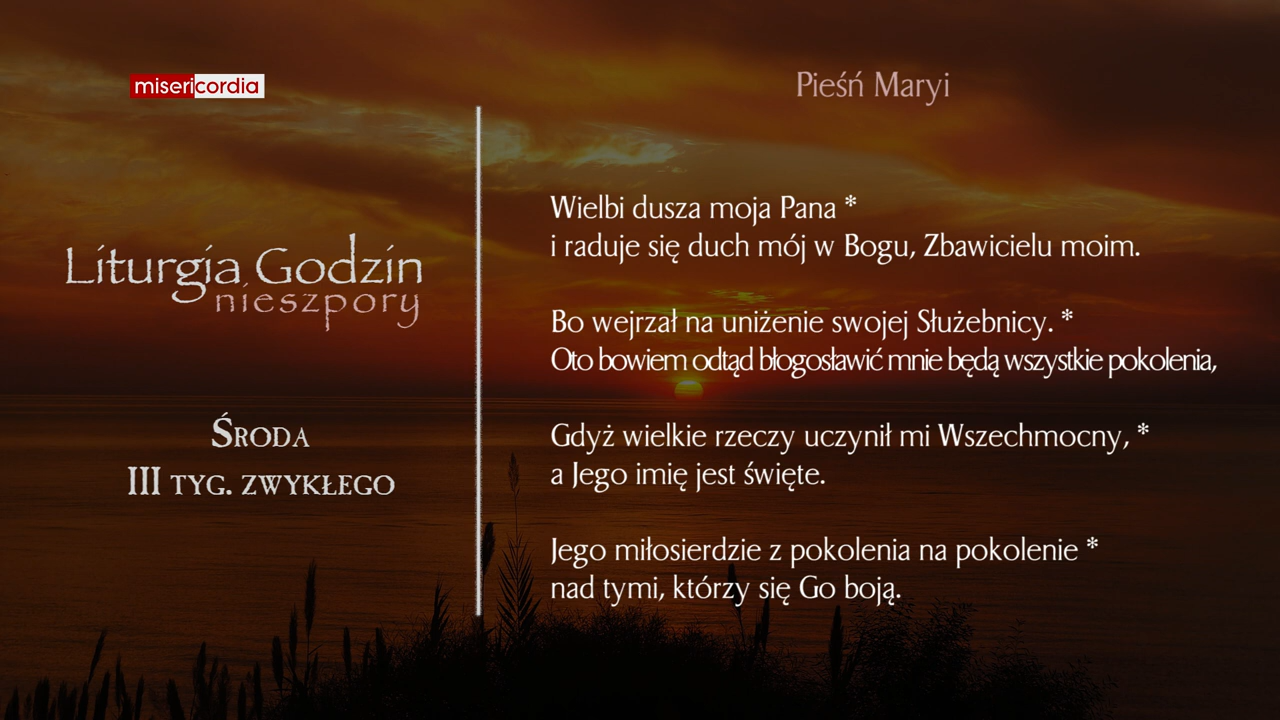 misericordia
Liturgia Godzin
nieszpory
Środa
III tyg. zwykłego
Pieśń Maryi
Wielbi dusza moja Pana *
i raduje się duch mój w Bogu, Zbawicielu moim.
Bo wejrzał na uniżenie swojej Służebnicy. *
Oto bowiem odtąd błogosławić mnie będą wszystkie pokolenia,
Gdyż wielkie rzeczy uczynił mi Wszechmocny, *
a Jego imię jest święte.
Jego miłosierdzie z pokolenia na pokolenie *
nad tymi, którzy się Go boją.